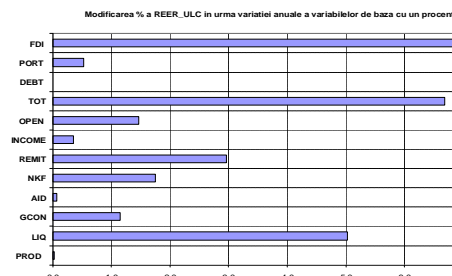 Modificarea % a REER_ULC in urma variatiei anuale a variabilelor de baza cu un procent
FDI
PORT
DEBT
TOT
OPEN
INCOME
REMIT
NKF
AID
GCON
LIQ
PROD